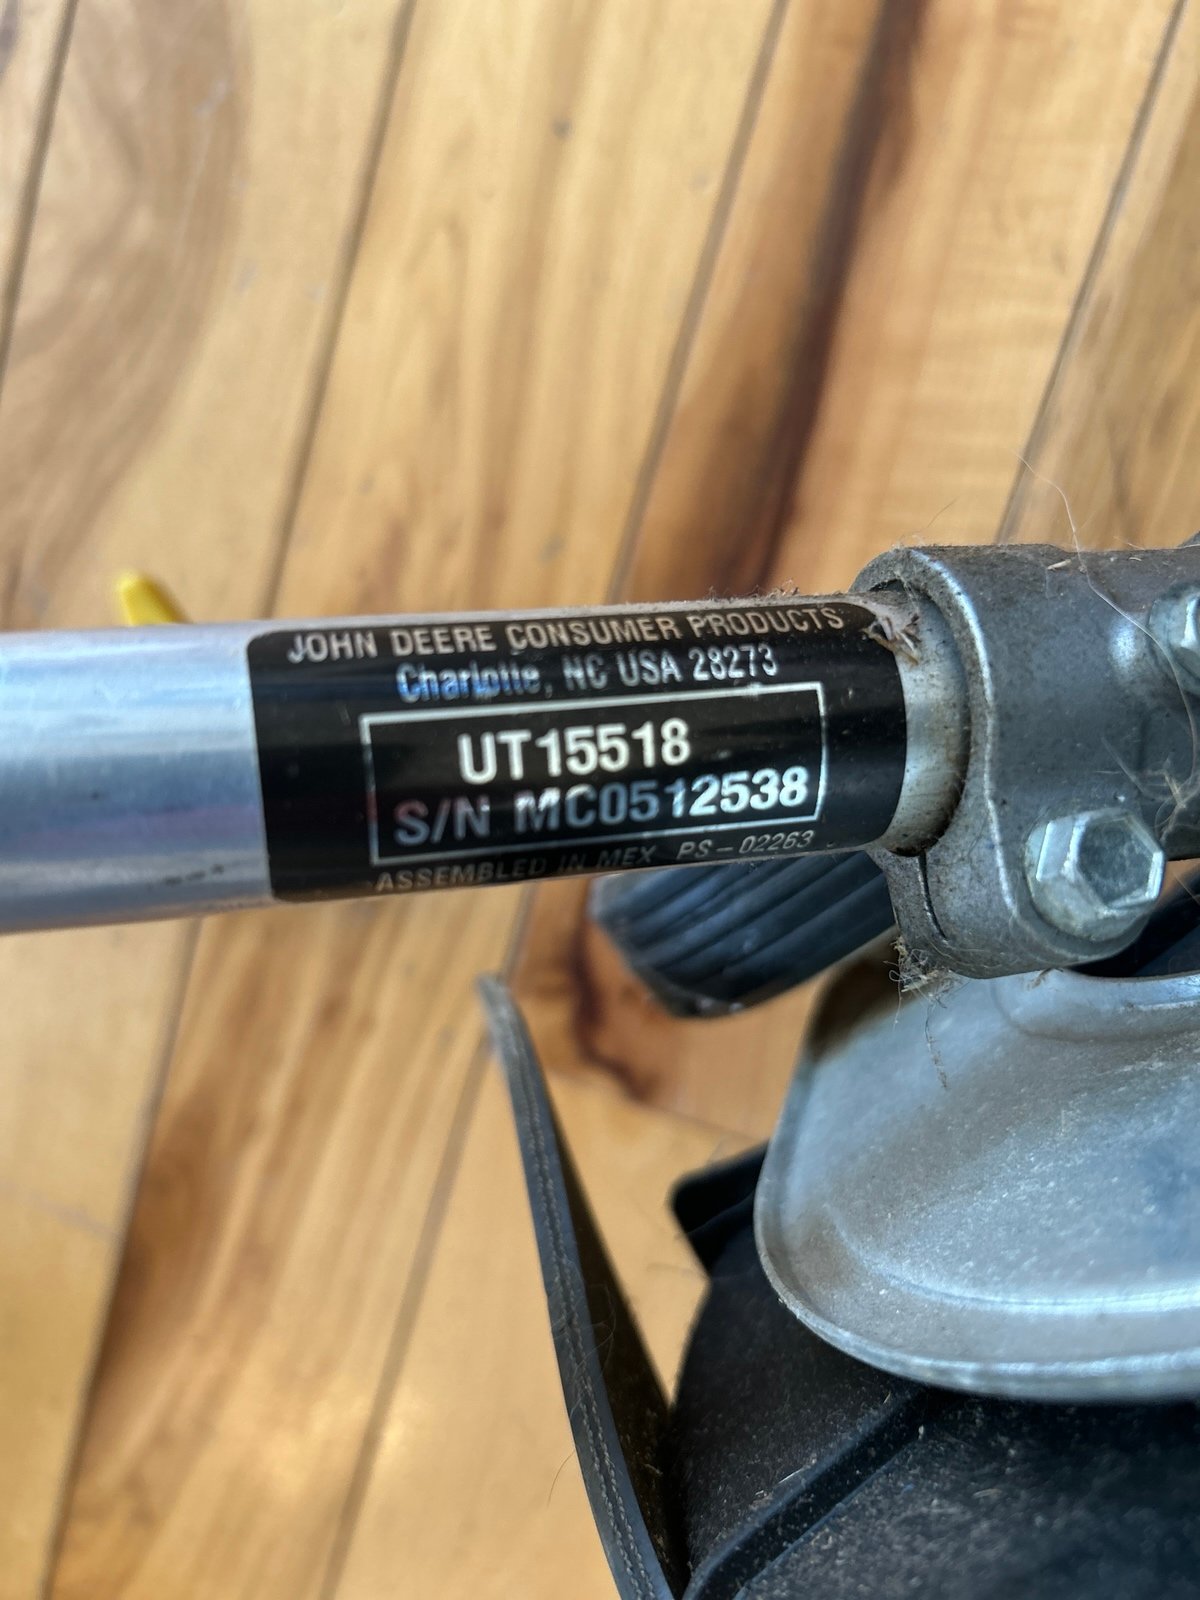 JOHN DEERE CONSUMER PRODUCTS
Charlotte, NC USA 28273
UT15518
S/N MC0512538
ASSEMBLED IN MEX PS-02263